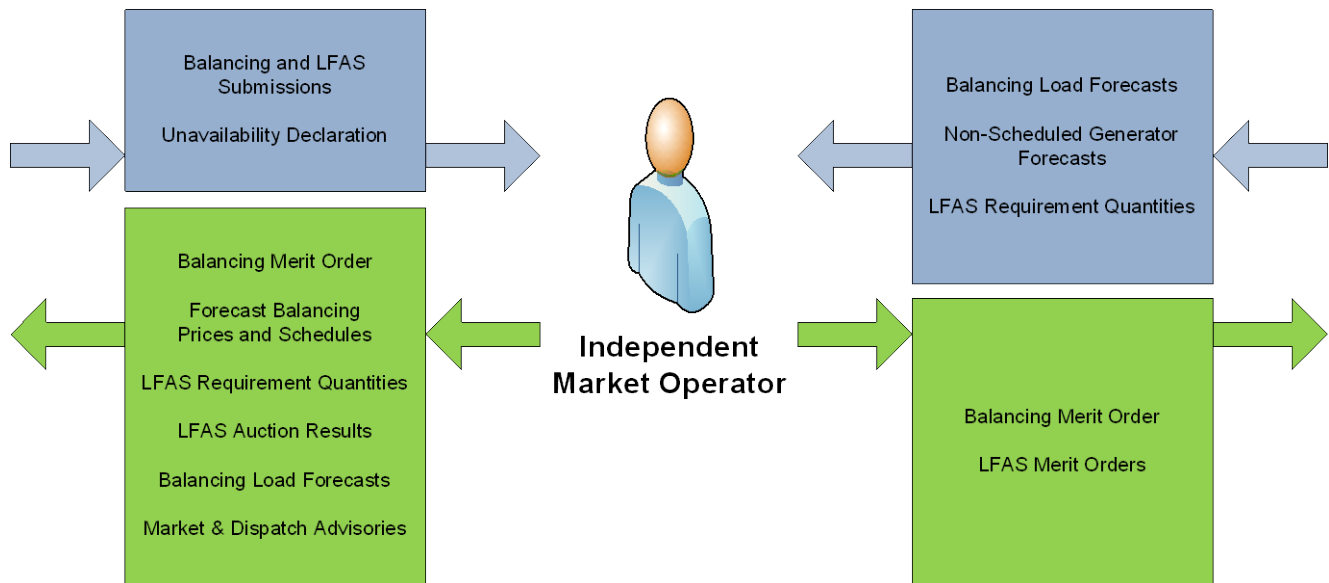 Balancing and LFAS
Submissions
Unavailability Declaration
Balancing Merit Order
Forecast Balancing
Prices and Schedules
LFAS Requirement Quantities
LFAS Auction Results
Balancing Load Forecasts
Market & Dispatch Advisories
Independent
Market Operator
Balancing Load Forecasts
Non-Scheduled Generator
Forecasts
LFAS Requirement Quantities
Balancing Merit Order
LFAS Merit Orders